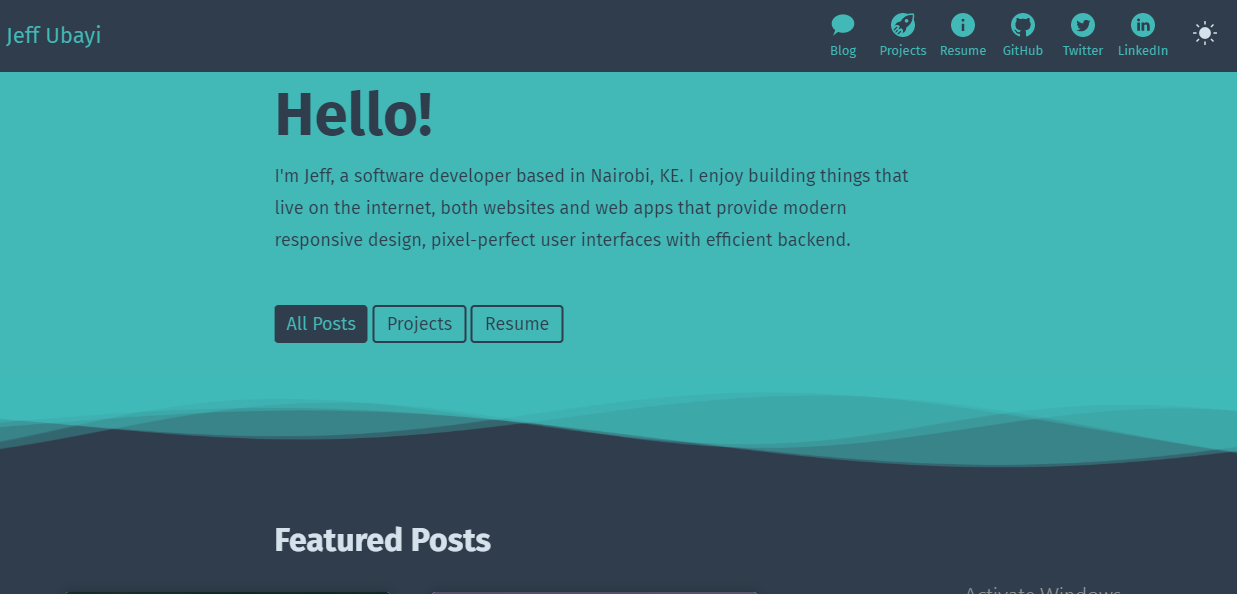 Jeff Ubayi
Blog
Projects
Resume
GitHub
Twitter
LinkedIn
Hello!
I'm Jeff, a software developer based in Nairobi, KE. I enjoy building things that
live on the internet, both websites and web apps that provide modern
responsive design, pixel-perfect user interfaces with efficient backend.
All Posts
Projects
Resume
Featured Posts
Activate Windows